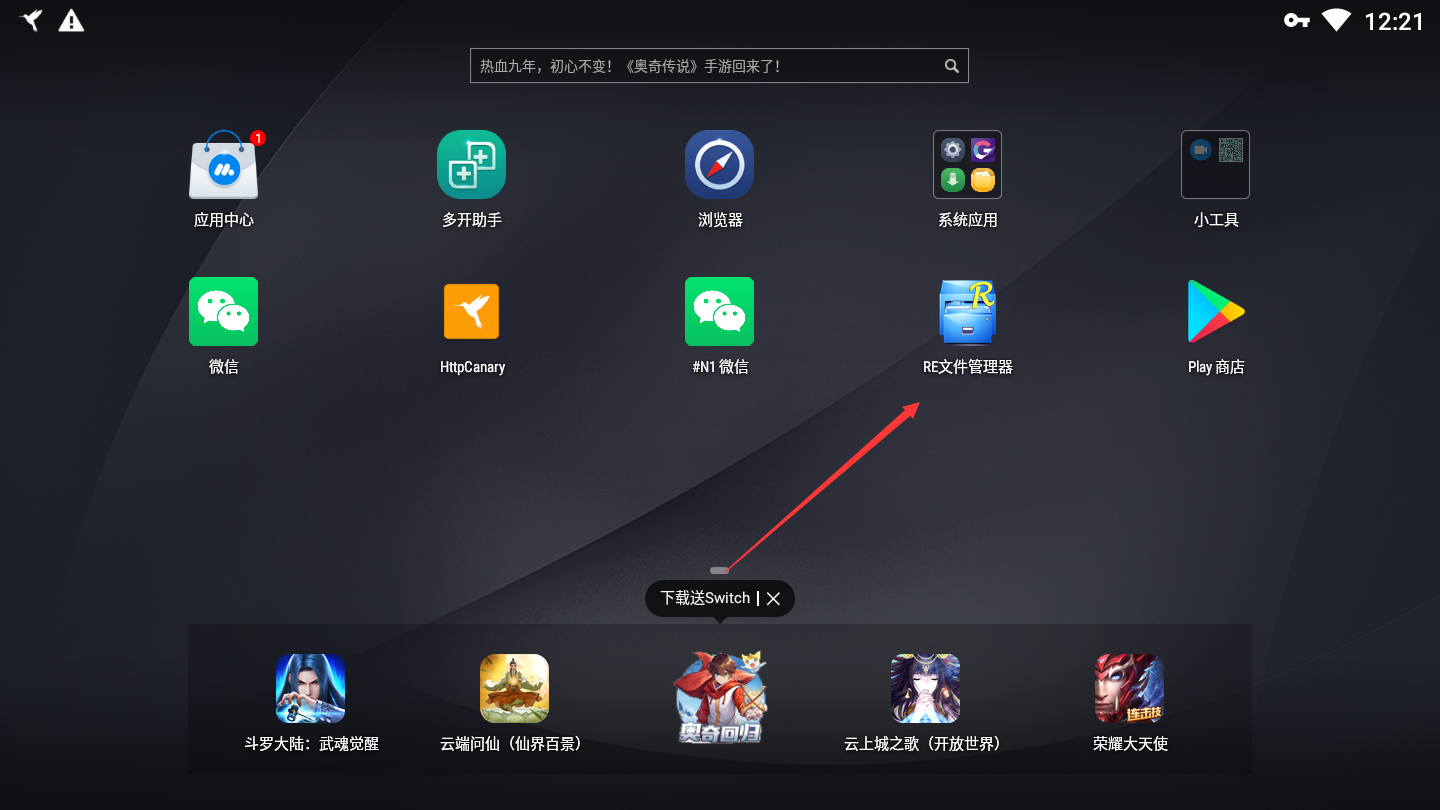 12:21
热血九年，初心不变！《奥奇传说》手游回来了！
1
应用中心
多开助手
浏览器
系统应用
小工具
R
微信
HttpCanary
#N1 微信
RE文件管理器
Play 商店
下载送Switch
奥奇回归
连击技
斗罗大陆：武魂觉醒
云端问仙（仙界百景）
云上城之歌（开放世界）
荣耀大天使